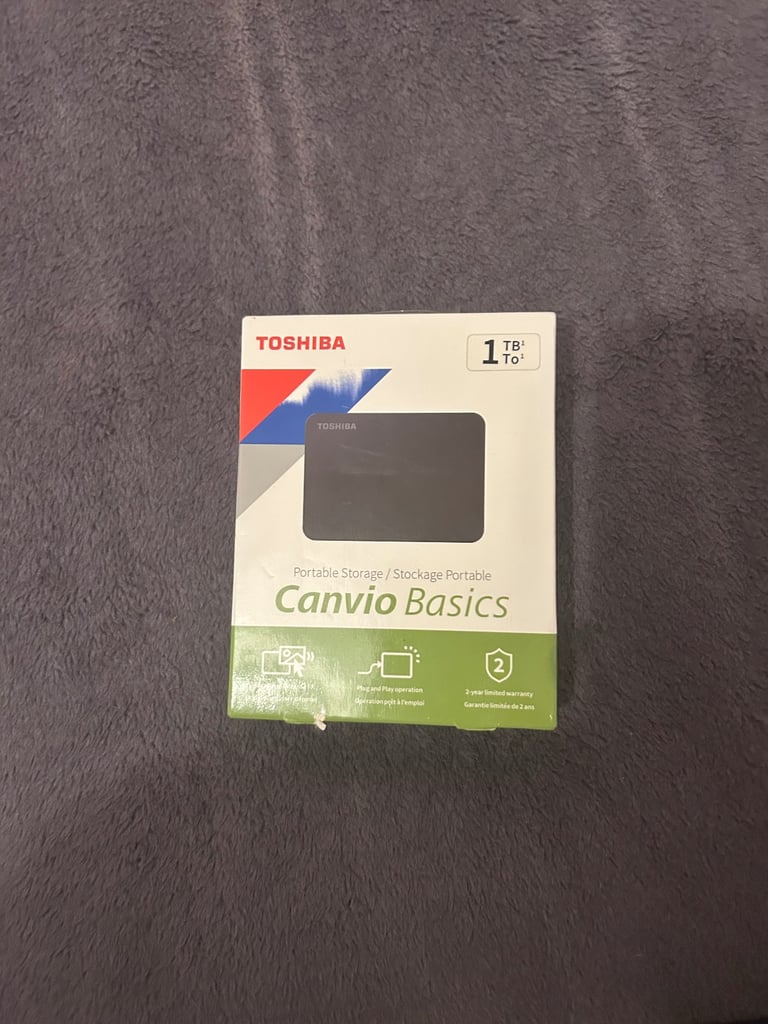 TOSHIBA
1 TB¹
To¹
TOSHIBA
Portable Storage / Stockage Portable
Canvio Basics
2
Plug and Play operation
Opération prêt à l'emploi
2-year limited warranty
Garantie limitée de 2 ans